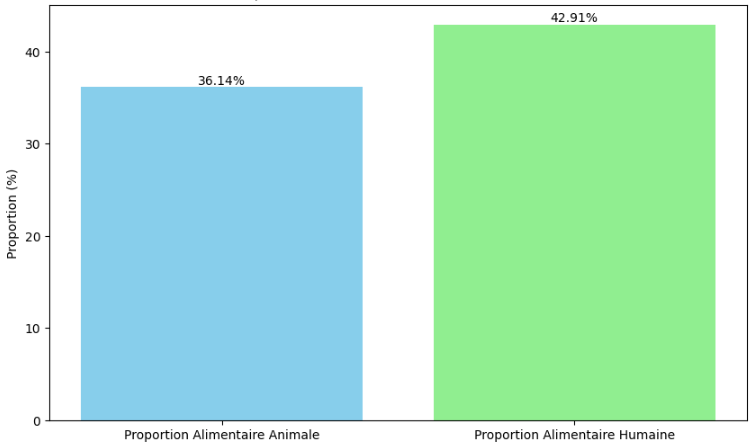 42.91%
36.14%
40
30
20
10
0
Proportion (%)
Proportion Alimentaire Animale
Proportion Alimentaire Humaine